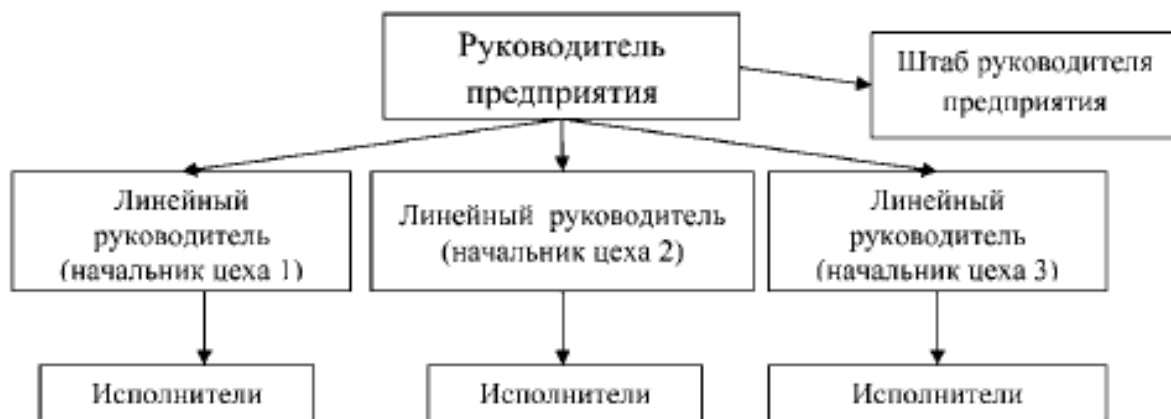 Руководитель
предприятия
Штаб руководителя
предприятия
Линейный
руководитель
(начальник цеха 1)
Линейный руководитель
(начальник цеха 2)
Линейный
руководитель
(начальник цеха 3)
Исполнители
Исполнители
Исполнители